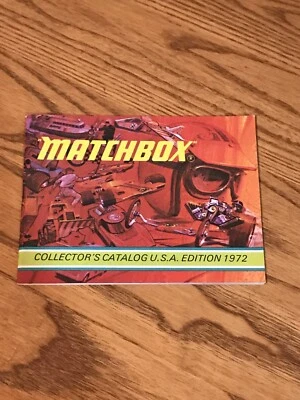 MATCHBOX
COLLECTOR'S CATALOG U.S.A. EDITION 1972